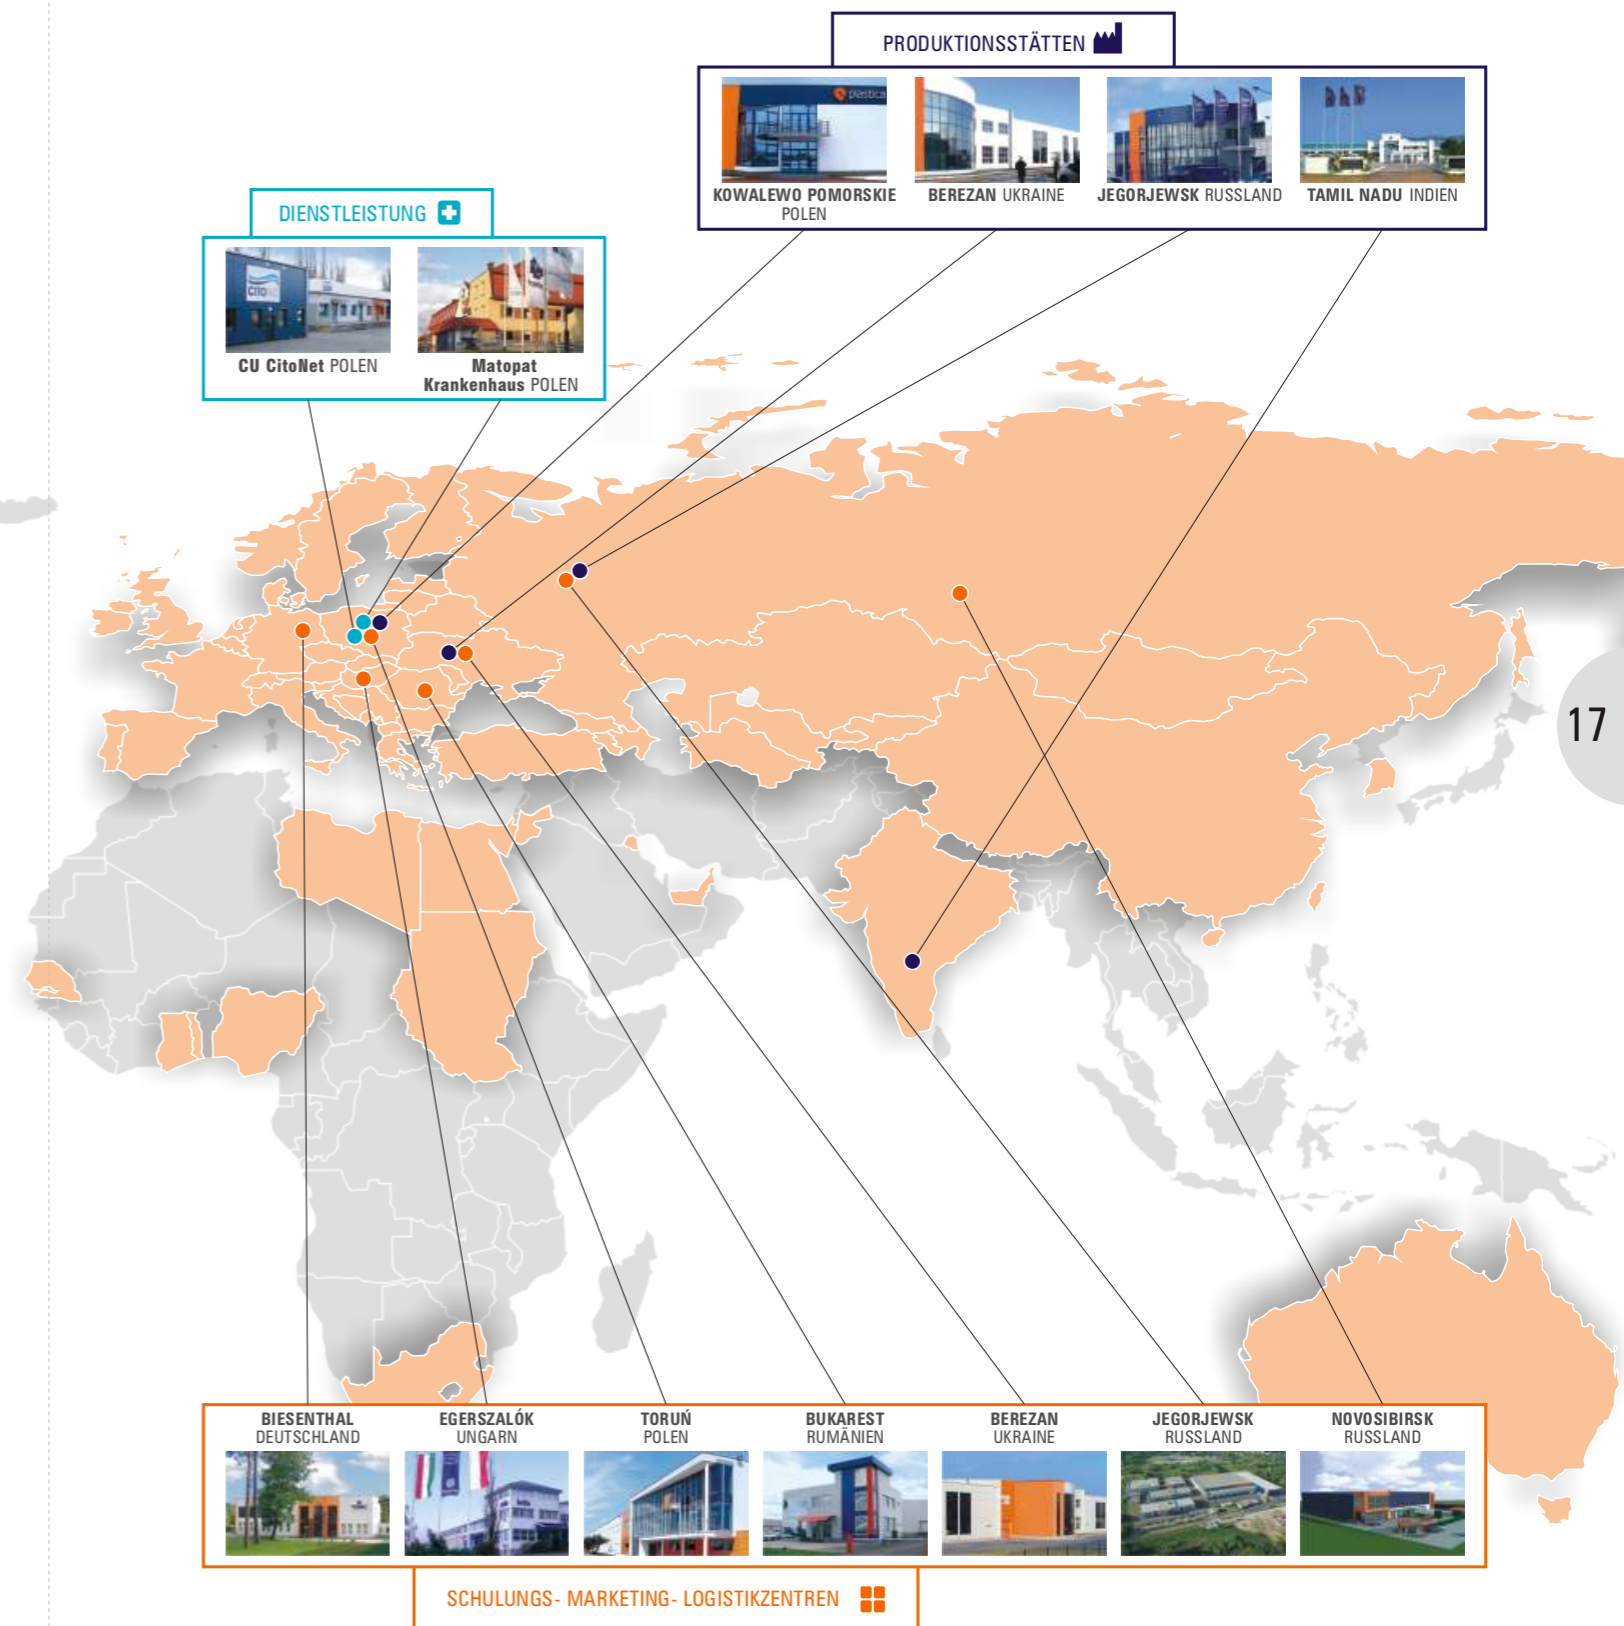 PRODUKTIONSSTÄTTEN
plastica
KOWALEWO POMORSKIE
POLEN
BEREZAN UKRAINE
JEGORJEWSK RUSSLAND
TAMIL NADU INDIEN
DIENSTLEISTUNG
CU CitoNet POLEN
Matopat
Krankenhaus POLEN
17
BIESENTHAL
DEUTSCHLAND
EGERSZALÓK
UNGARN
TORUŃ
POLEN
BUKAREST
RUMÄNIEN
BEREZAN
UKRAINE
JEGORJEWSK
RUSSLAND
NOVOSIBIRSK
RUSSLAND
SCHULUNGS- MARKETING- LOGISTIKZENTREN